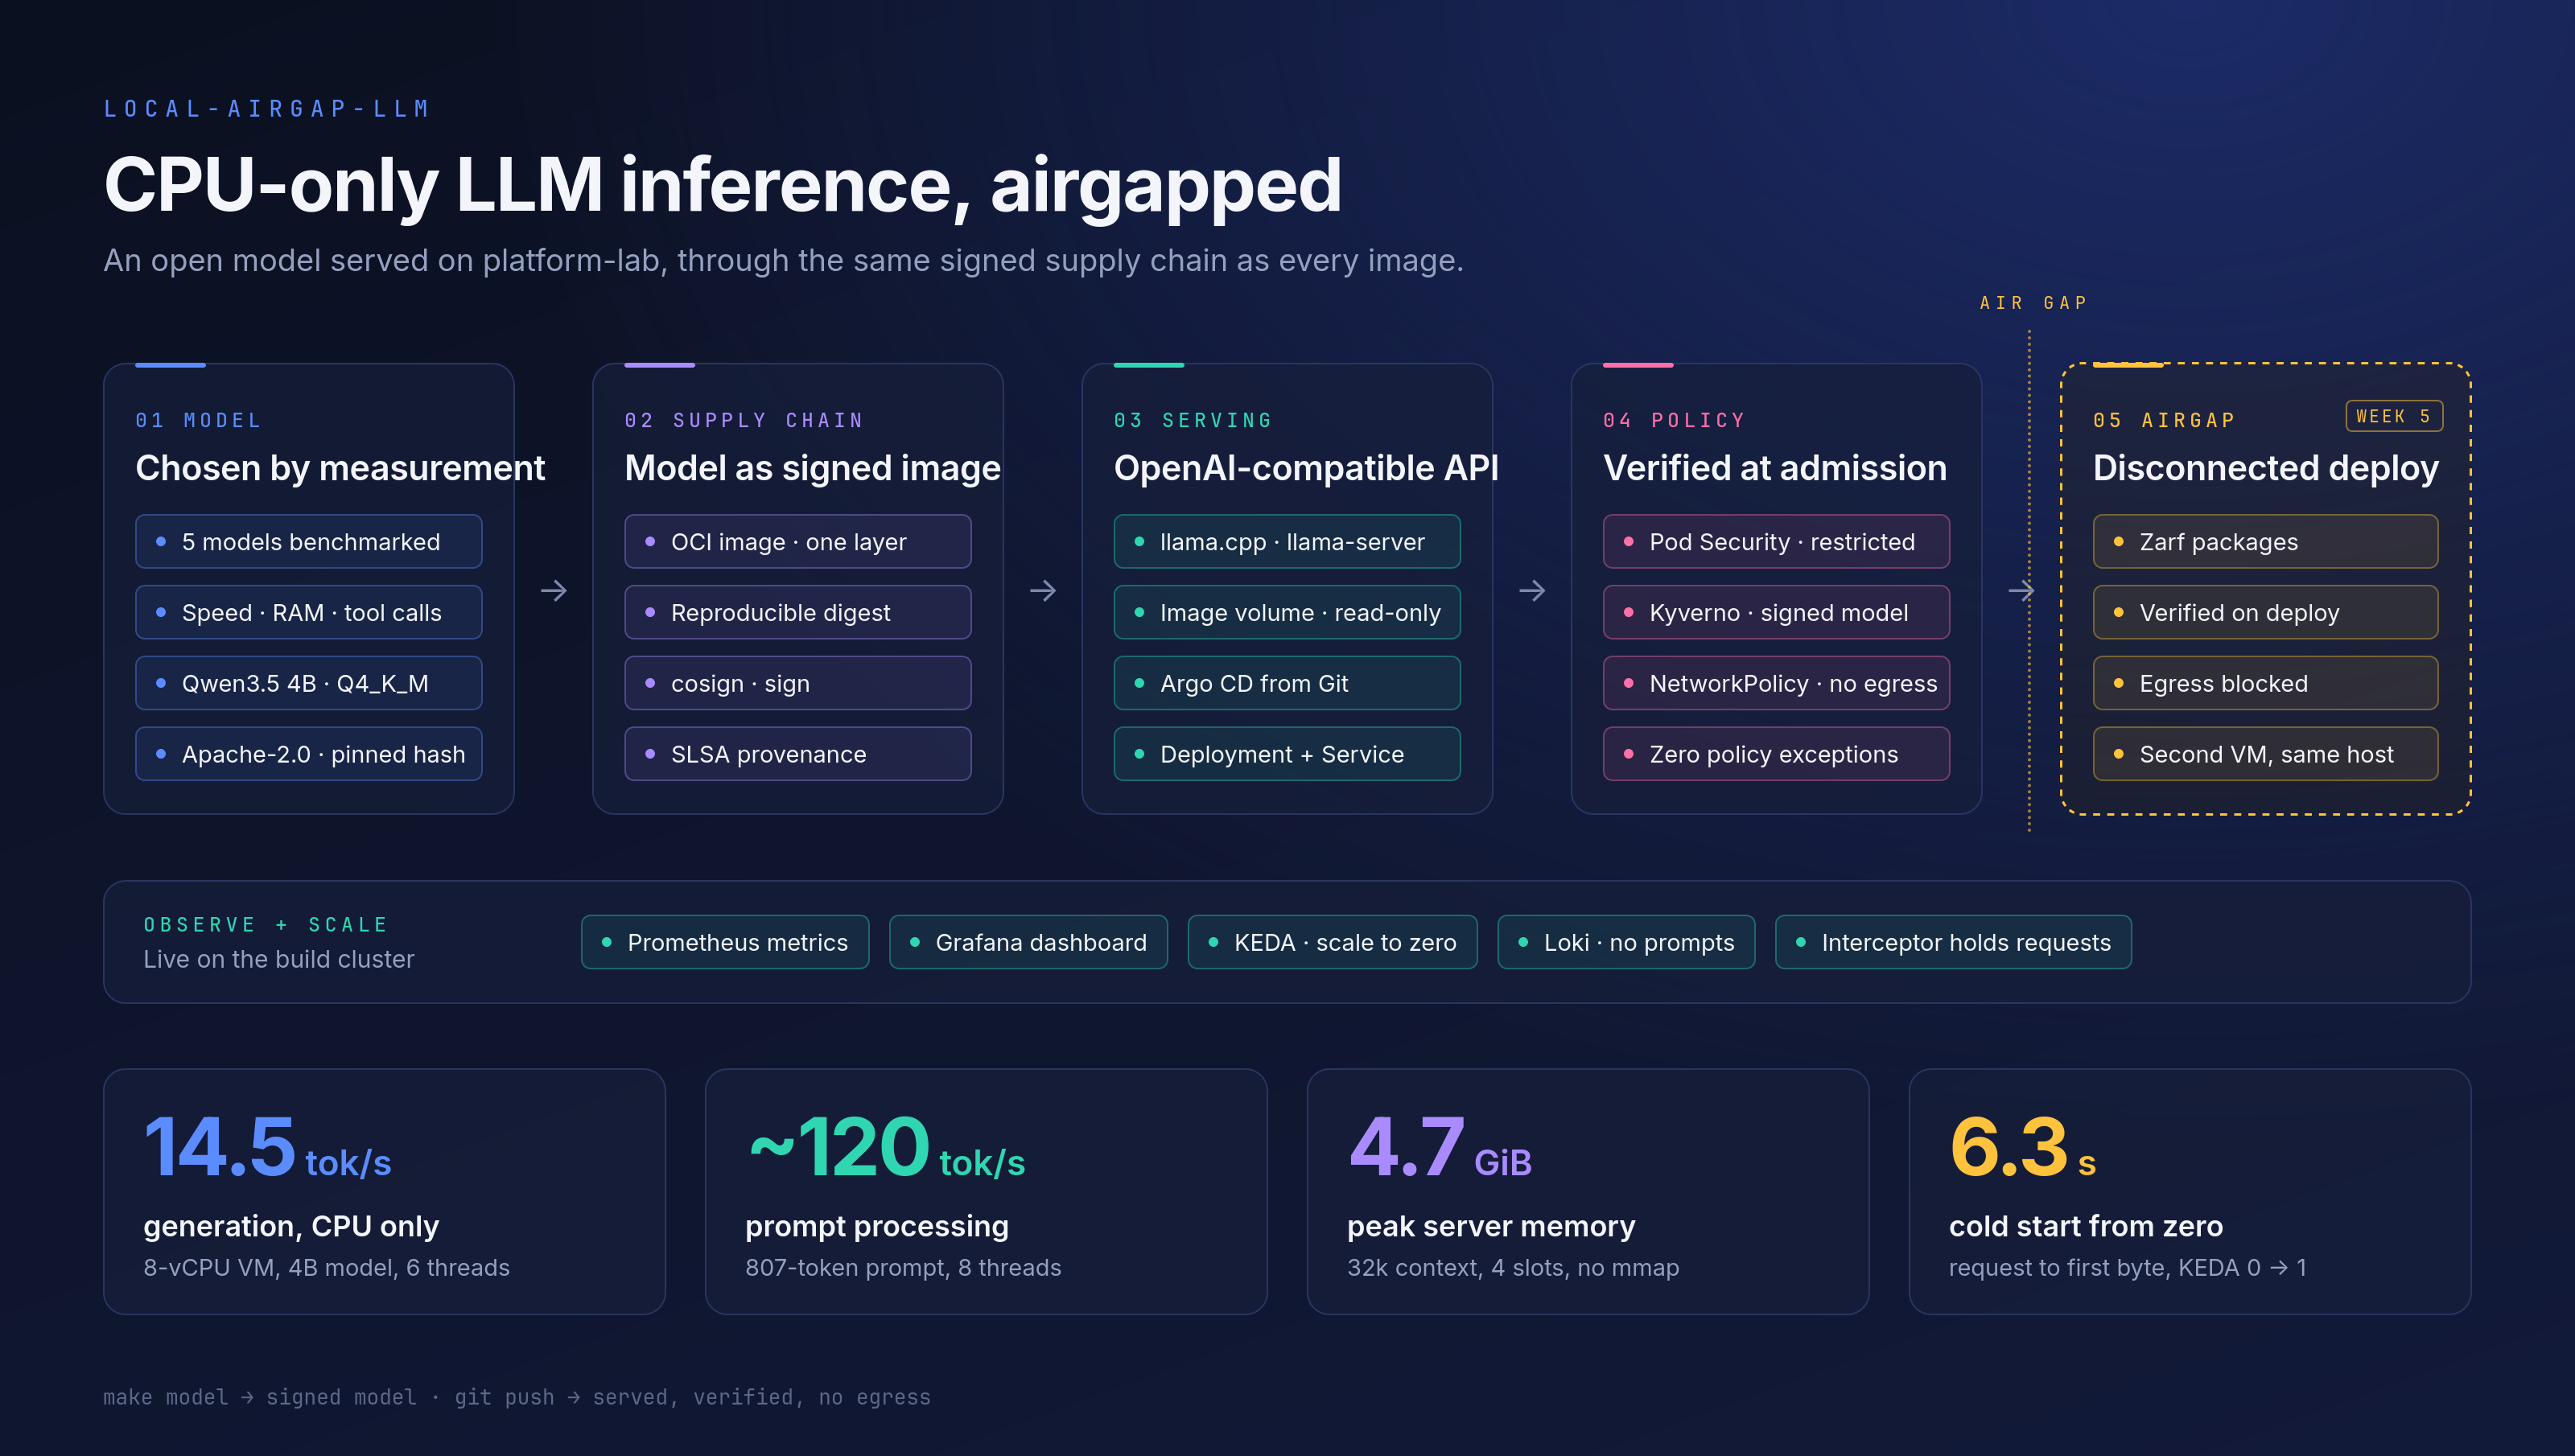 LOCAL-AIRGAP-LLM
CPU-only LLM inference, airgapped
An open model served on platform-lab, through the same signed supply chain as every image.
AIR GAP
01 MODEL
Chosen by measurement
5 models benchmarked
Speed · RAM · tool calls
Qwen3.5 4B · Q4_K_M
Apache-2.0 · pinned hash
→
02 SUPPLY CHAIN
Model as signed image
OCI image · one layer
Reproducible digest
cosign · sign
SLSA provenance
→
03 SERVING
OpenAI-compatible API
llama.cpp · llama-server
Image volume · read-only
Argo CD from Git
Deployment + Service
→
04 POLICY
Verified at admission
Pod Security · restricted
Kyverno · signed model
NetworkPolicy · no egress
Zero policy exceptions
→
05 AIRGAP
WEEK 5
Disconnected deploy
Zarf packages
Verified on deploy
Egress blocked
Second VM, same host
OBSERVE + SCALE
Live on the build cluster
Prometheus metrics
Grafana dashboard
KEDA · scale to zero
Loki · no prompts
Interceptor holds requests
14.5 tok/s
generation, CPU only
8-vCPU VM, 4B model, 6 threads
~120 tok/s
prompt processing
807-token prompt, 8 threads
4.7 GiB
peak server memory
32k context, 4 slots, no mmap
6.3 s
cold start from zero
request to first byte, KEDA 0 → 1
make model → signed model · git push → served, verified, no egress